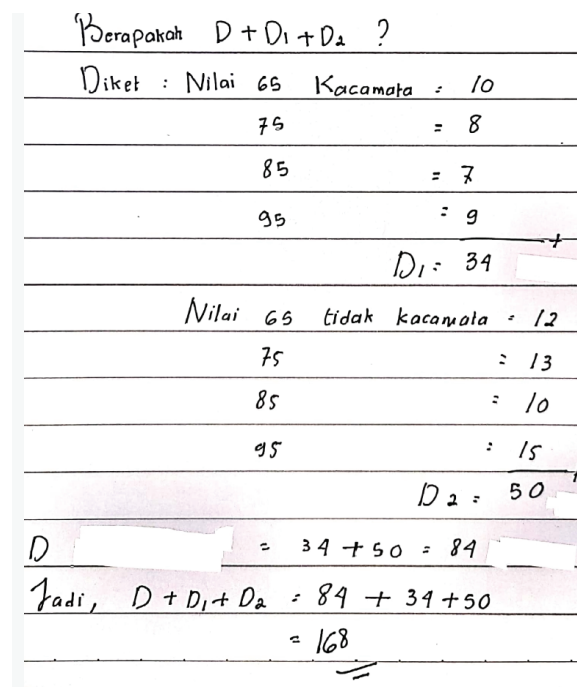 Berapakah D + D1 + D2 ?
Diket : Nilai 65 Kacamata = 10
75 = 8
85 = 7
95 = 9
+
D1 = 34
Nilai 65 tidak kacamata = 12
75 = 13
85 = 10
95 = 15
D2 = 50
D = 34 + 50 = 84
Jadi, D + D1 + D2 = 84 + 34 + 50
= 168